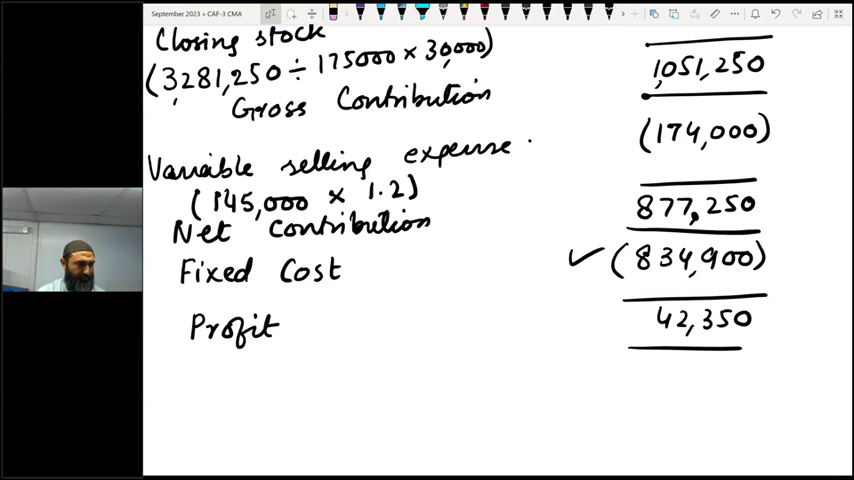 September 2023 » CAF-3 CMA
Closing stock
(3,281,250 ÷ 175000 × 30,000)
Gross Contribution 1,051,250
Variable selling expense. (174,000)
(145,000 × 1.2)
Net Contribution 877,250
Fixed Cost ✓ (834,900)
Profit 42,350